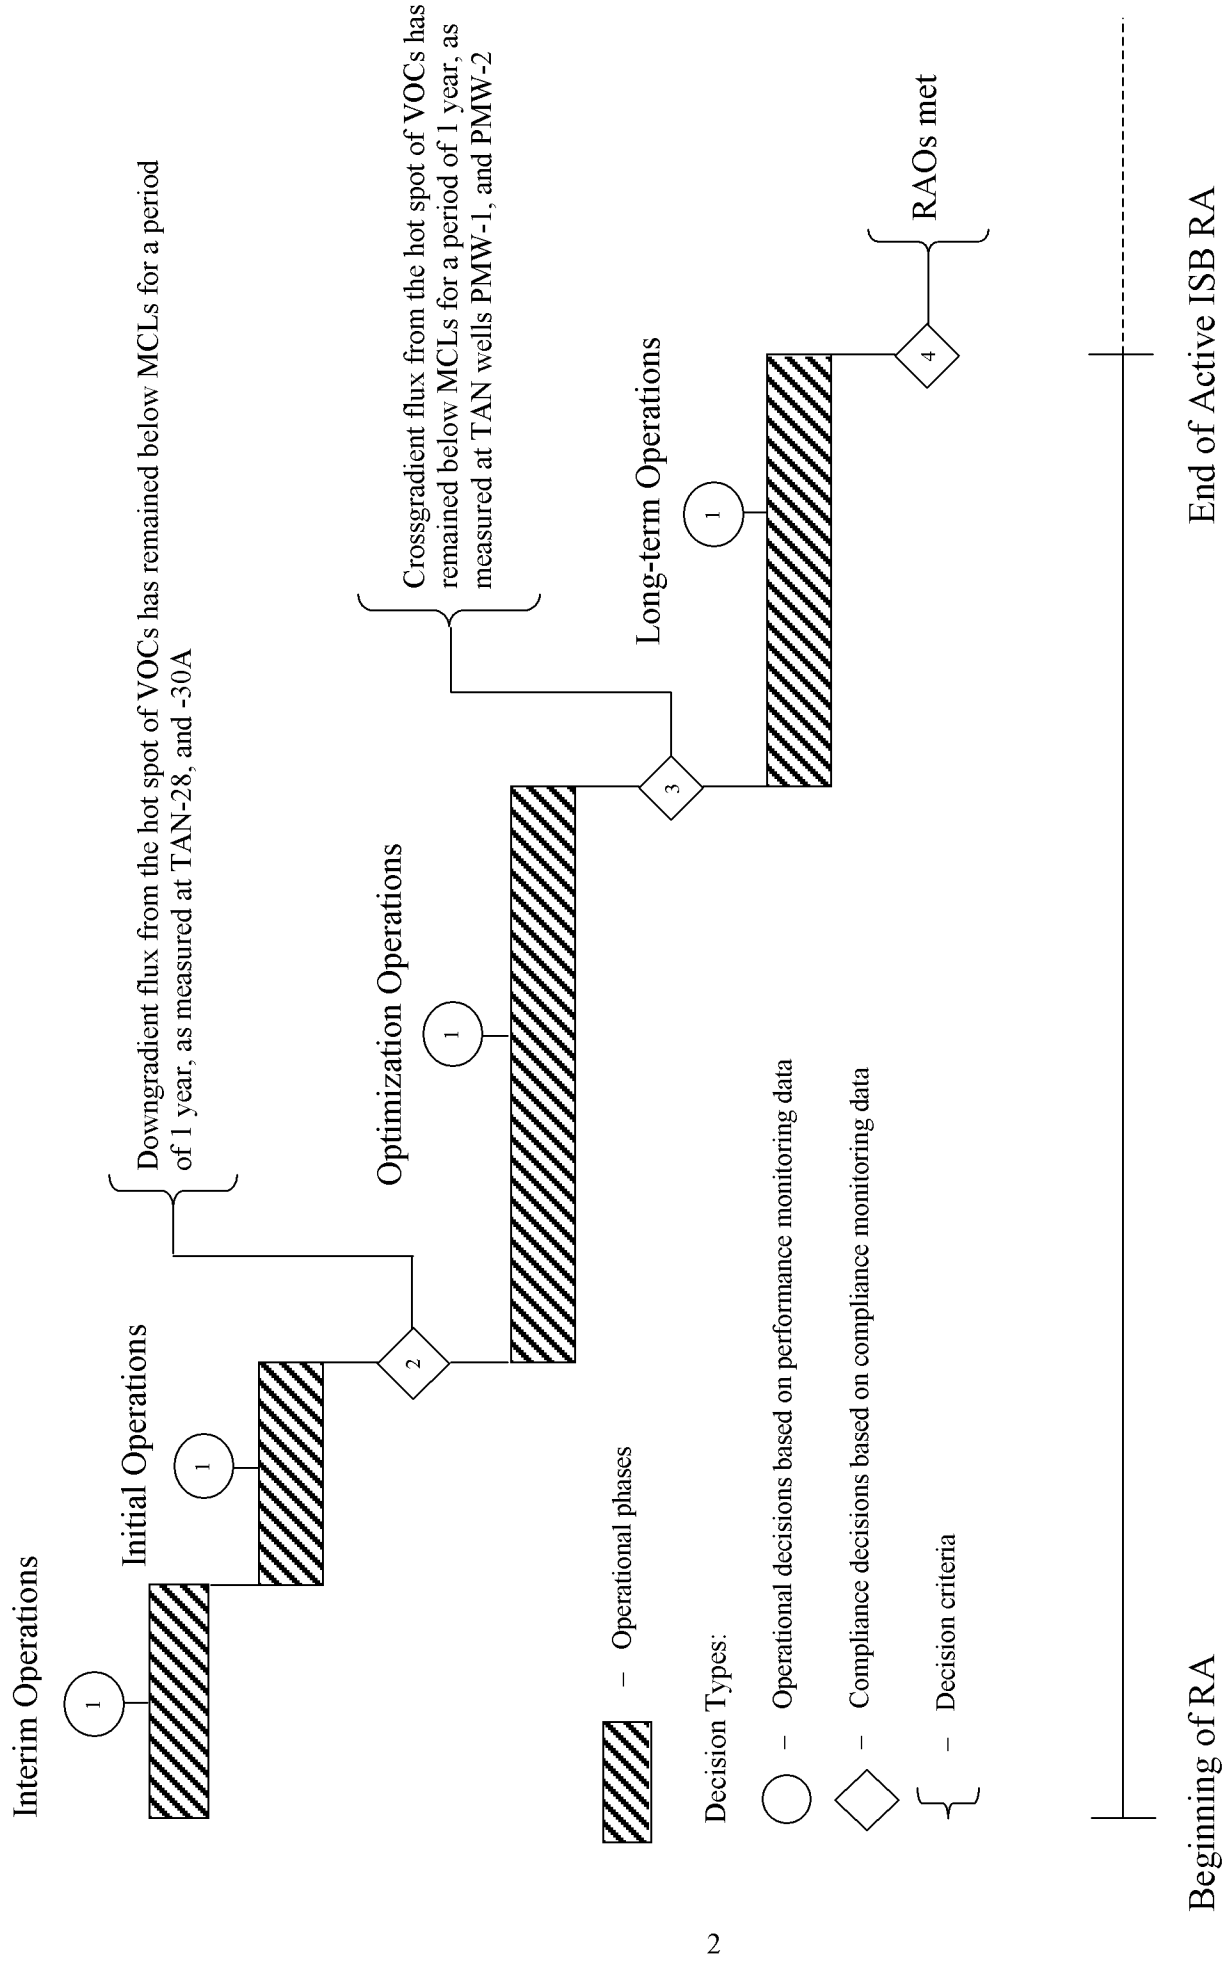 Interim Operations
1
Initial Operations
1
Downgradient flux from the hot spot of VOCs has remained below MCLs for a period
of 1 year, as measured at TAN-28, and -30A
2
Optimization Operations
1
Crossgradient flux from the hot spot of VOCs has
remained below MCLs for a period of 1 year, as
measured at TAN wells PMW-1, and PMW-2
3
Long-term Operations
1
4
RAOs met
– Operational phases
Decision Types:
– Operational decisions based on performance monitoring data
– Compliance decisions based on compliance monitoring data
– Decision criteria
Beginning of RA
End of Active ISB RA
2